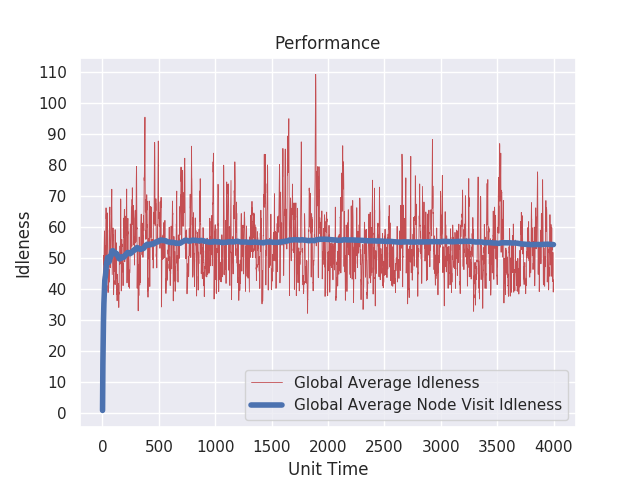 Performance
110
100
90
80
70
60
50
40
30
20
10
0
Idleness
Global Average Idleness
Global Average Node Visit Idleness
0 500 1000 1500 2000 2500 3000 3500 4000
Unit Time